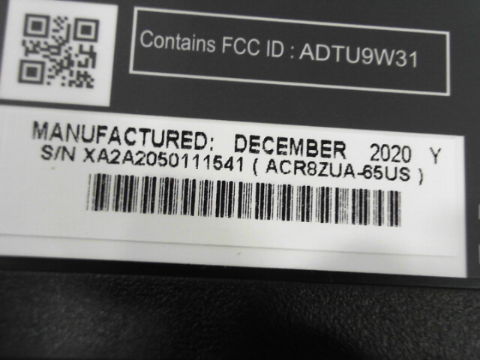 Contains FCC ID : ADTU9W31
MANUFACTURED: DECEMBER 2020 Y
S/N XA2A2050111541 ( ACR8ZUA-65US )